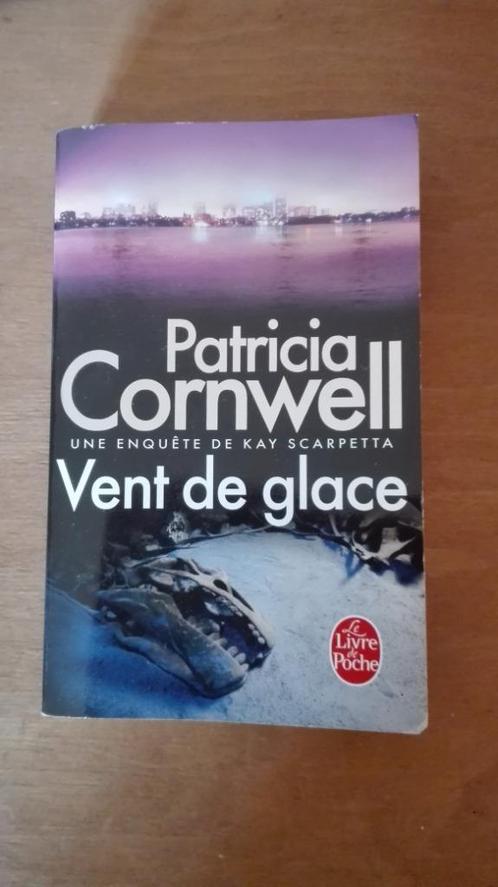 Patricia
Cornwell
UNE ENQUÊTE DE KAY SCARPETTA
Vent de glace
Le
Livre
de
Poche